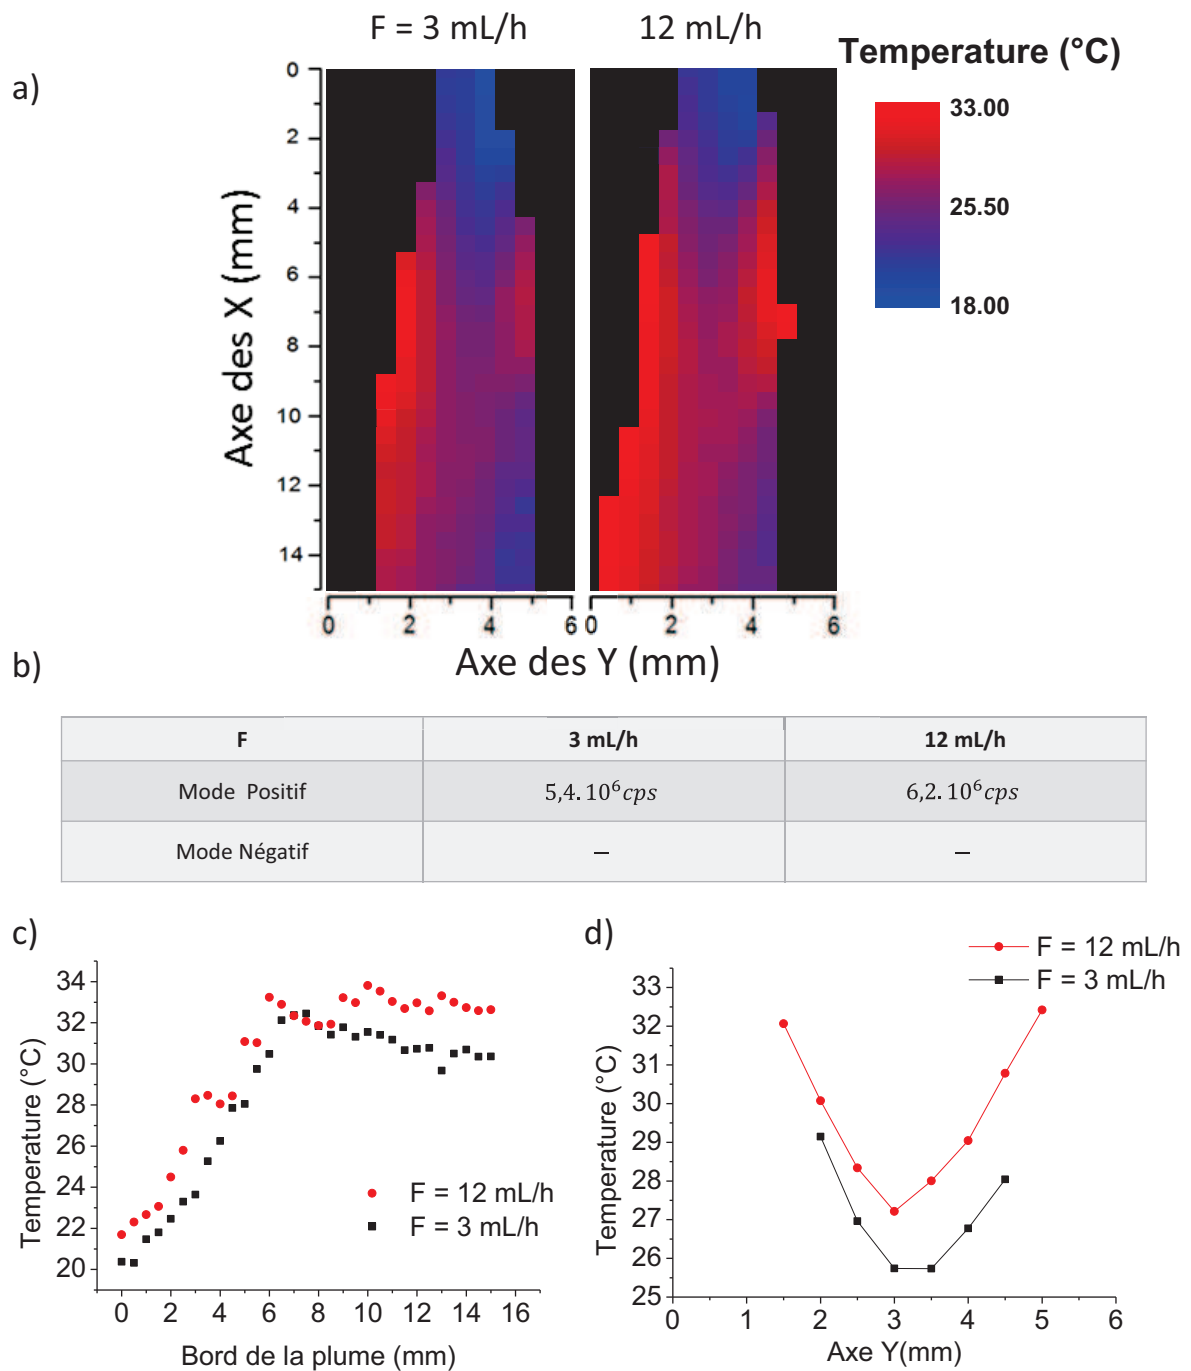 F = 3 mL/h
12 mL/h
Temperature (°C)
a)
33.00
25.50
18.00
Axe des X (mm)
0
2
4
6
8
10
12
14
0
2
4
6
0
2
4
6
Axe des Y (mm)
b)
F
3 mL/h
12 mL/h
Mode Positif
5,4. 10⁶cps
6,2. 10⁶cps
Mode Négatif
–
–
c)
Temperature (°C)
34
32
30
28
26
24
22
20
F = 12 mL/h
F = 3 mL/h
0
2
4
6
8
10
12
14
16
Bord de la plume (mm)
d)
F = 12 mL/h
F = 3 mL/h
Temperature (°C)
33
32
31
30
29
28
27
26
25
0
1
2
3
4
5
6
Axe Y(mm)